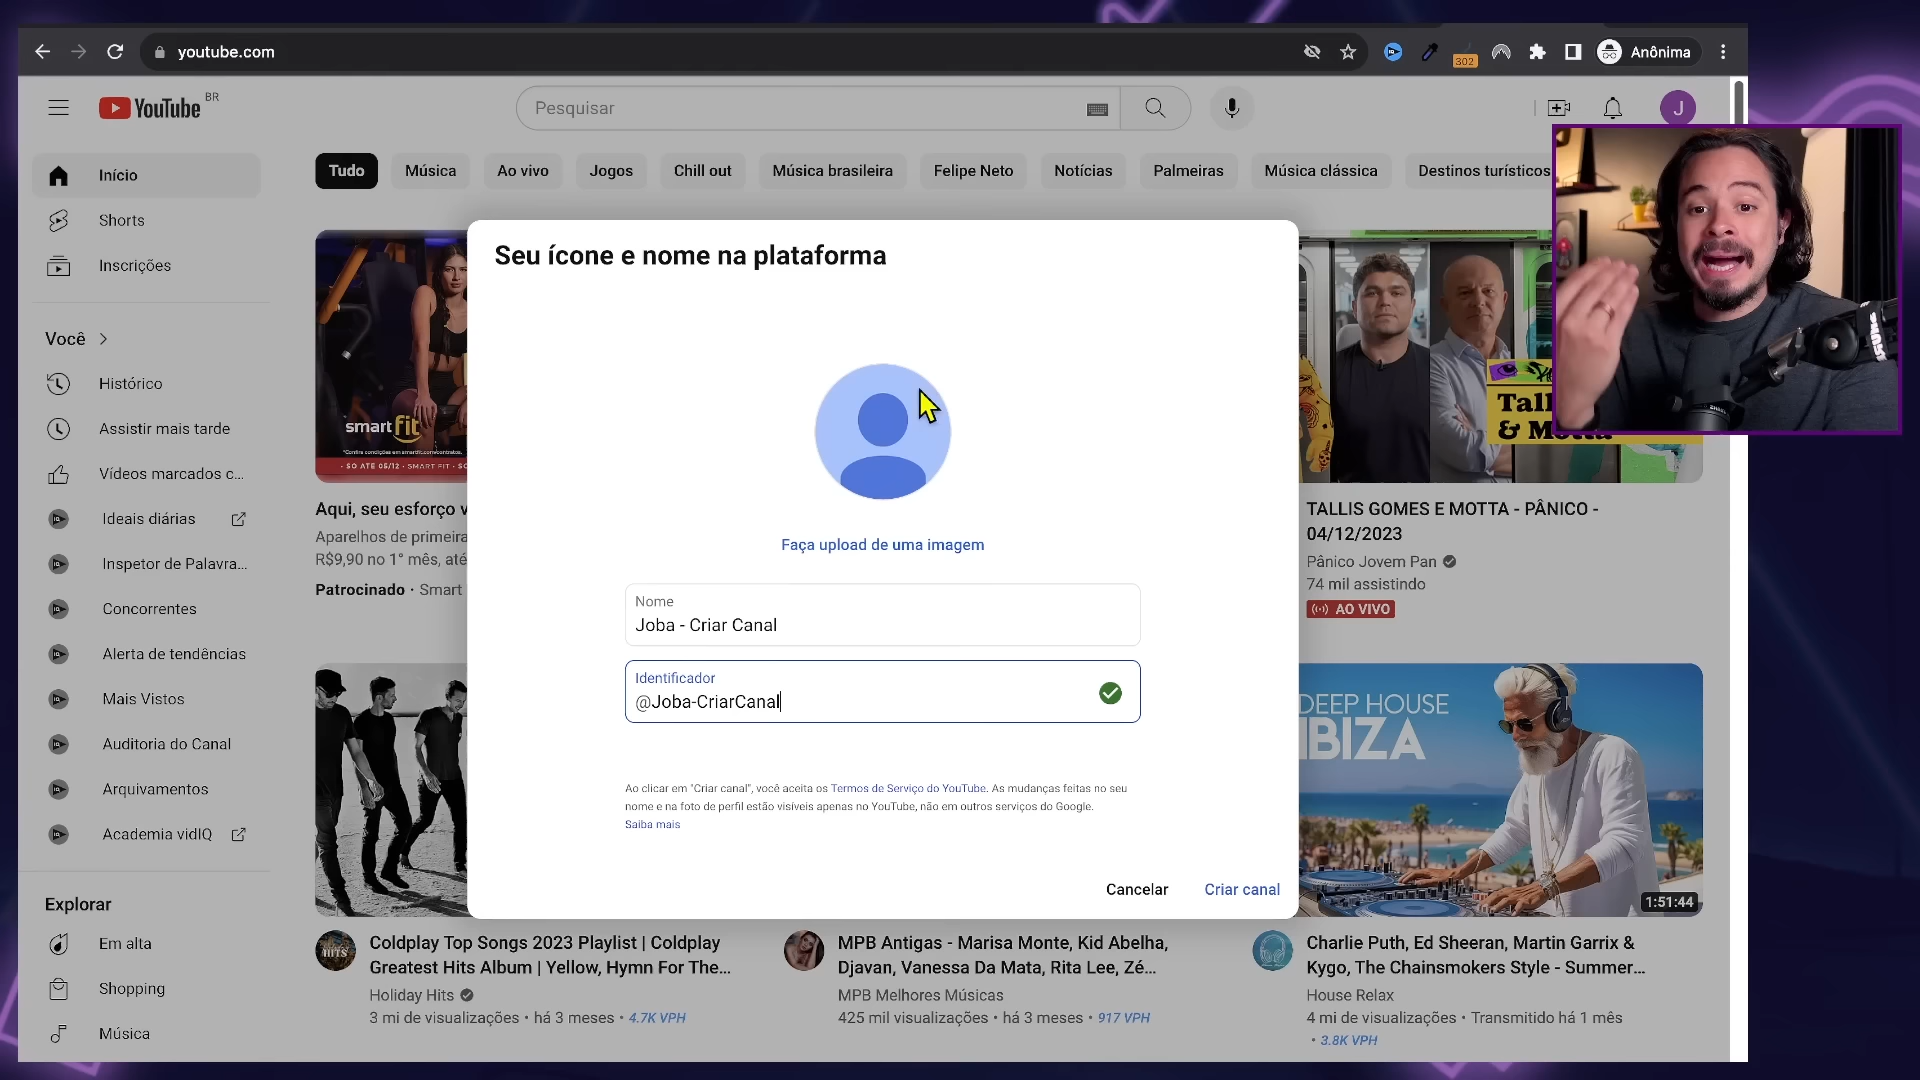 youtube.com
302
Anônima
YouTube BR
Pesquisar
J
Início
Shorts
Inscrições
Você
Histórico
Assistir mais tarde
Vídeos marcados c...
Ideais diárias
Inspetor de Palavra...
Concorrentes
Alerta de tendências
Mais Vistos
Auditoria do Canal
Arquivamentos
Academia vidIQ
Explorar
Em alta
Shopping
Música
Tudo
Música
Ao vivo
Jogos
Chill out
Música brasileira
Felipe Neto
Notícias
Palmeiras
Música clássica
Destinos turísticos
smart fit
Aqui, seu esforço v
Aparelhos de primeira
R$9,90 no 1° mês, até
Patrocinado · Smart
Seu ícone e nome na plataforma
Faça upload de uma imagem
Nome
Joba - Criar Canal
Identificador
@Joba-CriarCanal
Ao clicar em "Criar canal", você aceita os Termos de Serviço do YouTube. As mudanças feitas no seu
nome e na foto de perfil estão visíveis apenas no YouTube, não em outros serviços do Google.
Saiba mais
Cancelar
Criar canal
Tall
& Motta
TALLIS GOMES E MOTTA - PÂNICO -
04/12/2023
Pânico Jovem Pan
74 mil assistindo
AO VIVO
DEEP HOUSE
IBIZA
1:51:44
HITS
Coldplay Top Songs 2023 Playlist | Coldplay
Greatest Hits Album | Yellow, Hymn For The...
Holiday Hits
3 mi de visualizações • há 3 meses • 4.7K VPH
MPB Antigas - Marisa Monte, Kid Abelha,
Djavan, Vanessa Da Mata, Rita Lee, Zé...
MPB Melhores Músicas
425 mil visualizações • há 3 meses • 917 VPH
Charlie Puth, Ed Sheeran, Martin Garrix &
Kygo, The Chainsmokers Style - Summer...
House Relax
4 mi de visualizações • Transmitido há 1 mês
• 3.8K VPH